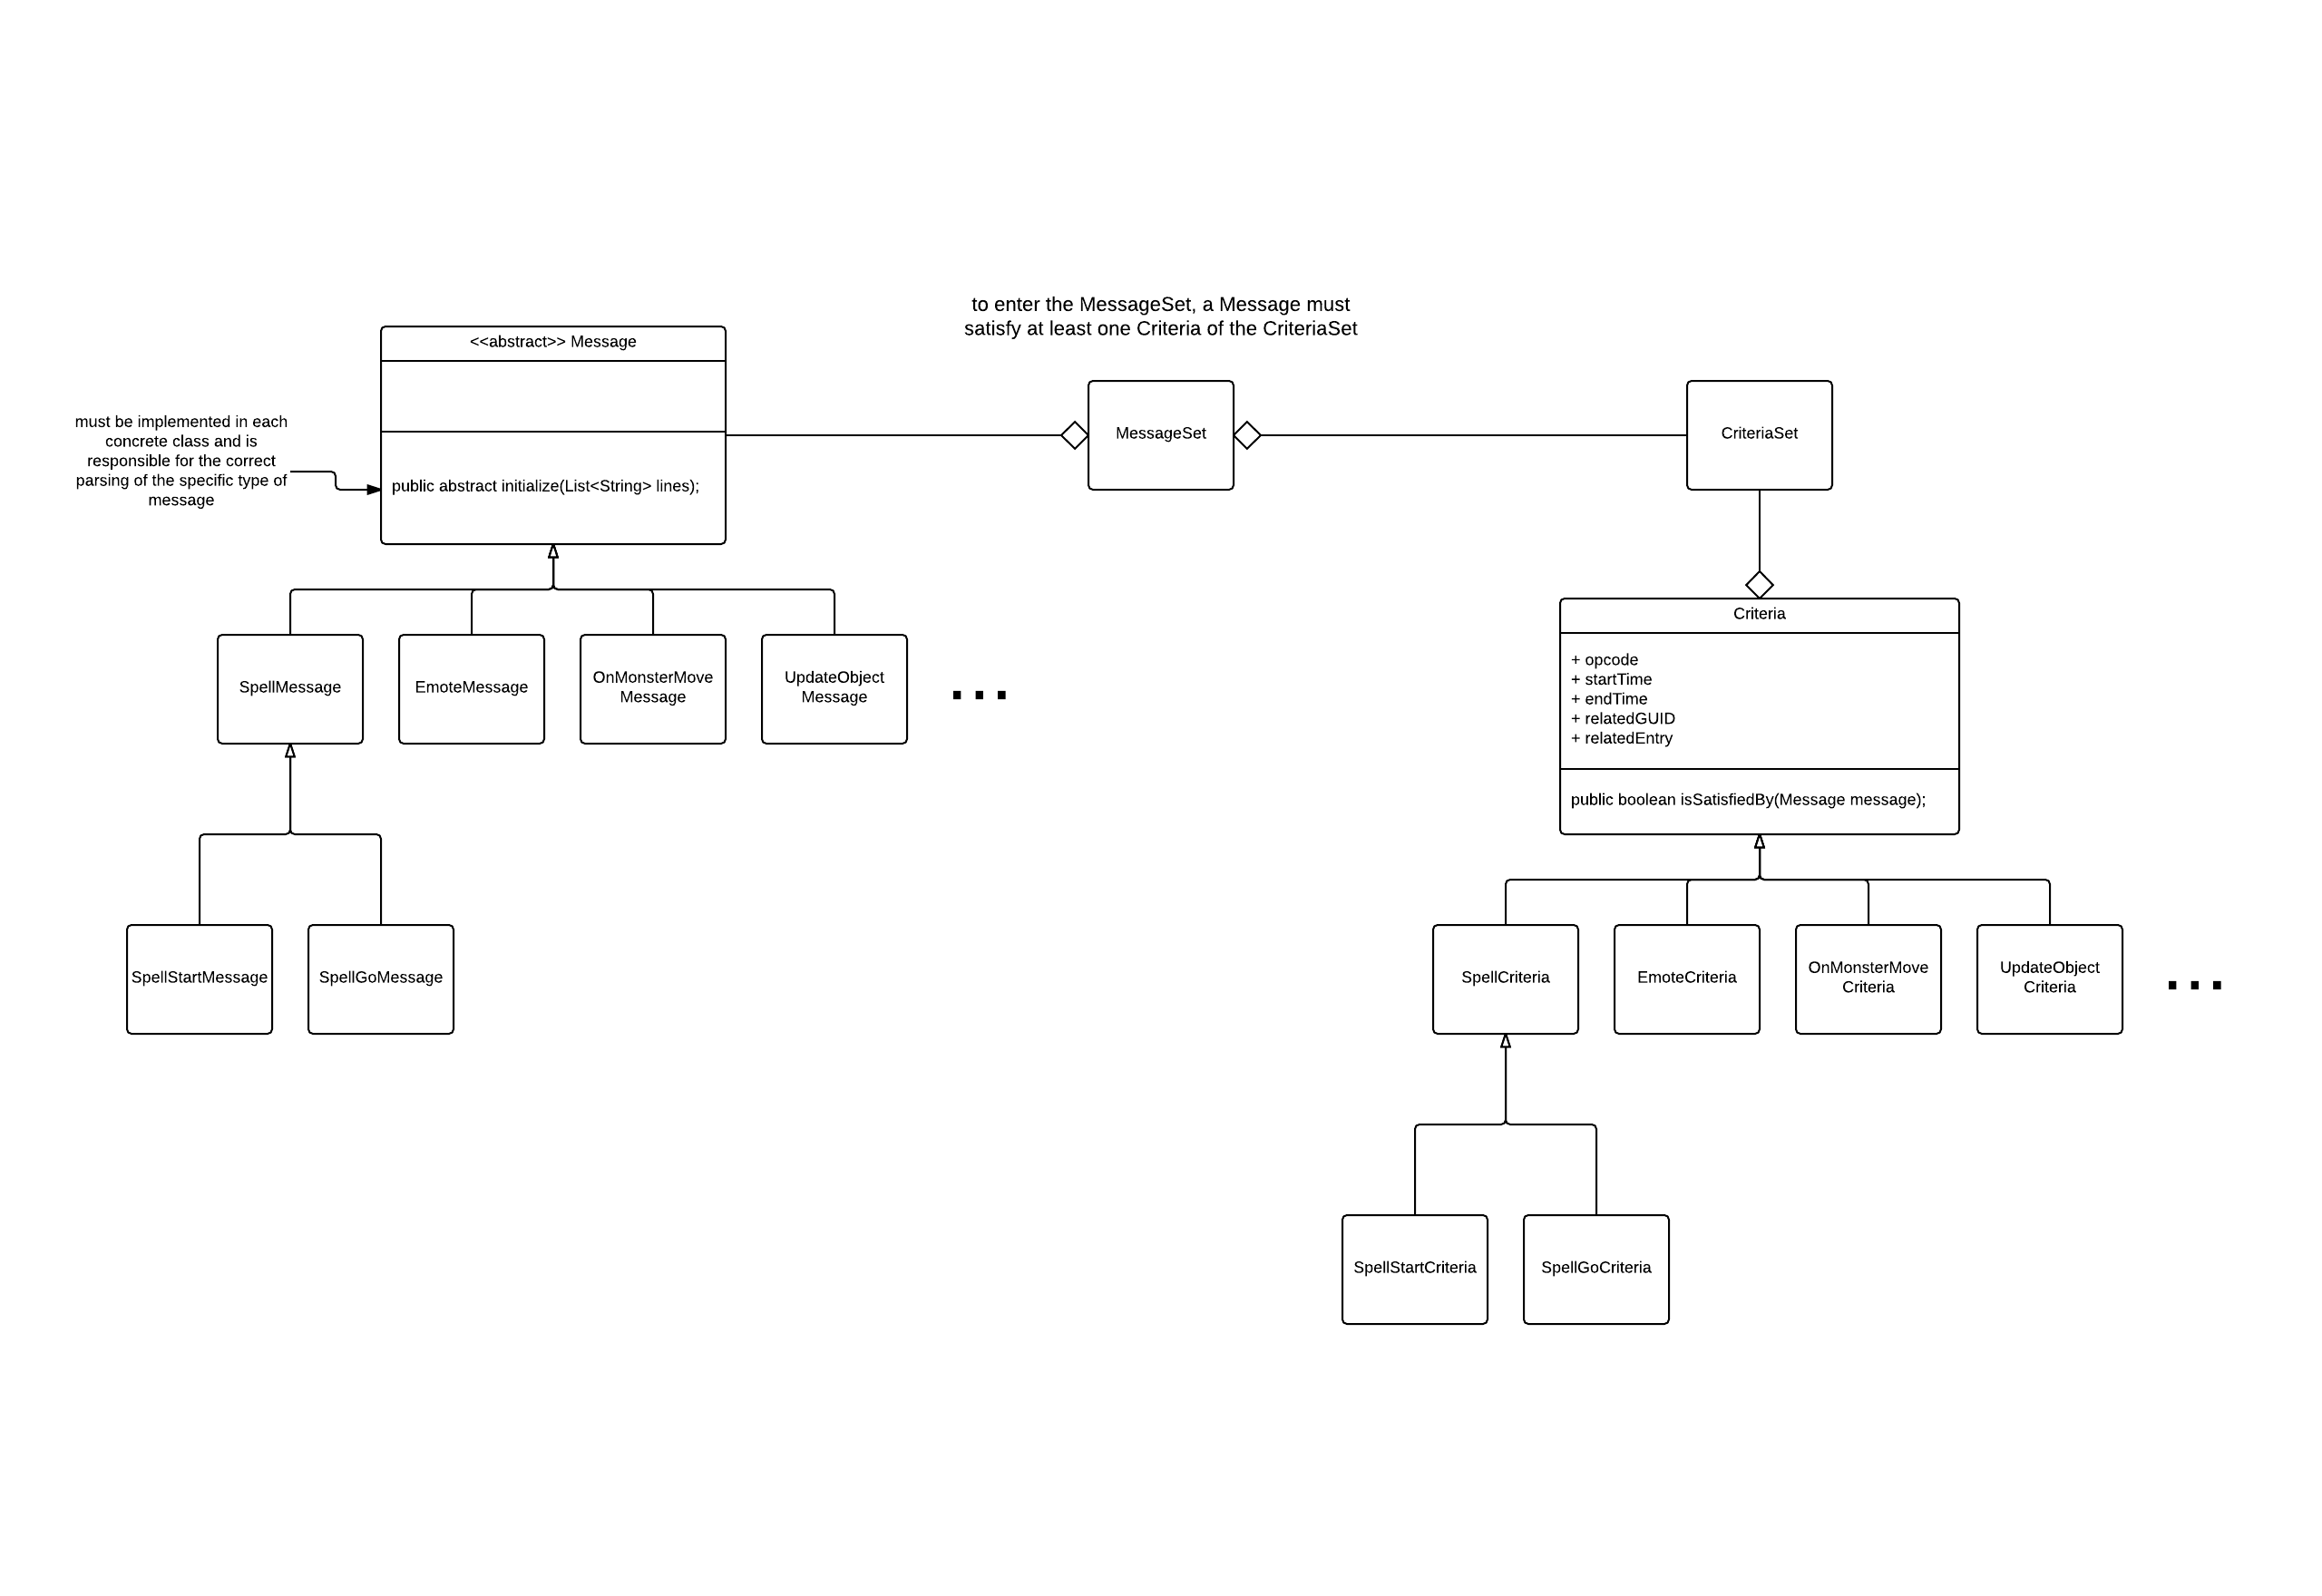 to enter the MessageSet, a Message must
satisfy at least one Criteria of the CriteriaSet
<<abstract>> Message
public abstract initialize(List<String> lines);
must be implemented in each
concrete class and is
responsible for the correct
parsing of the specific type of
message
MessageSet
CriteriaSet
SpellMessage
EmoteMessage
OnMonsterMove
Message
UpdateObject
Message
...
SpellStartMessage
SpellGoMessage
Criteria
+ opcode
+ startTime
+ endTime
+ relatedGUID
+ relatedEntry
public boolean isSatisfiedBy(Message message);
SpellCriteria
EmoteCriteria
OnMonsterMove
Criteria
UpdateObject
Criteria
...
SpellStartCriteria
SpellGoCriteria